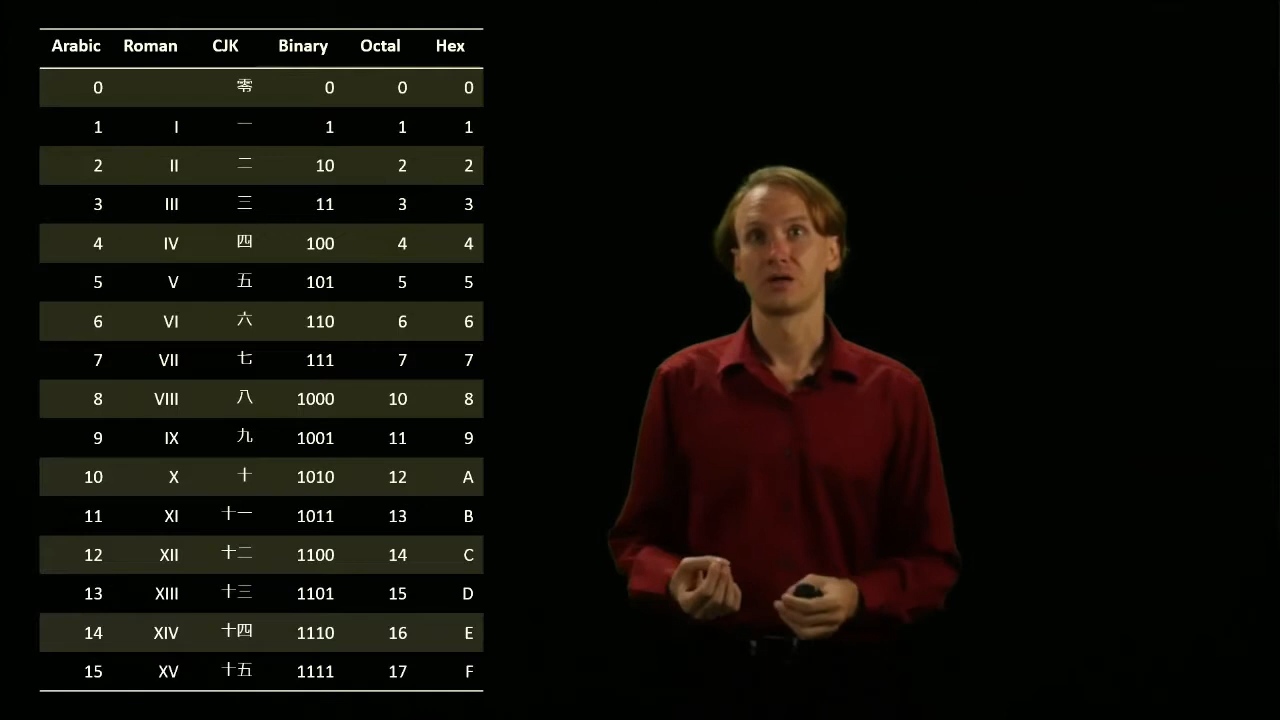 Arabic Roman CJK Binary Octal Hex
0 零 0 0 0
1 I 一 1 1 1
2 II 二 10 2 2
3 III 三 11 3 3
4 IV 四 100 4 4
5 V 五 101 5 5
6 VI 六 110 6 6
7 VII 七 111 7 7
8 VIII 八 1000 10 8
9 IX 九 1001 11 9
10 X 十 1010 12 A
11 XI 十一 1011 13 B
12 XII 十二 1100 14 C
13 XIII 十三 1101 15 D
14 XIV 十四 1110 16 E
15 XV 十五 1111 17 F